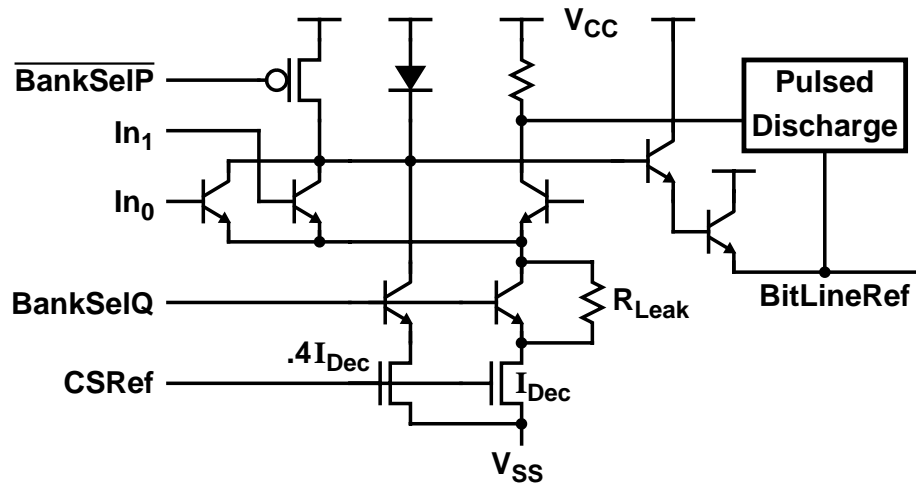 V_CC
BankSelP
Pulsed
Discharge
In_1
In_0
BankSelQ
R_Leak
BitLineRef
.4I_Dec
CSRef
I_Dec
V_SS